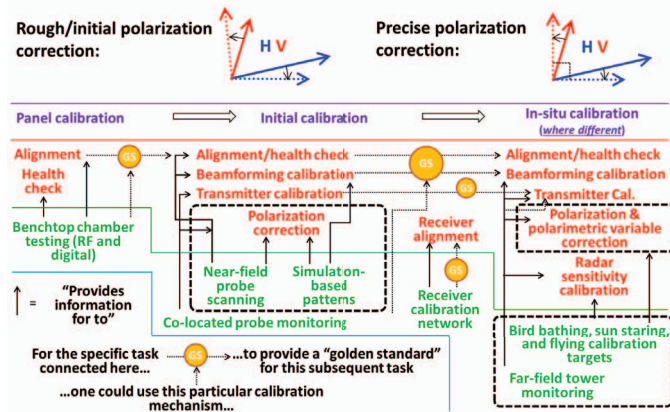 Rough/initial polarization
correction:
H V
Precise polarization
correction:
H V
Panel calibration
Initial calibration
In-situ calibration
(where different)
Alignment
GS
Health
check
Benchtop chamber
testing (RF and
digital)
Alignment/health check
Beamforming calibration
Transmitter calibration
Polarization
correction
Near-field
probe
scanning
Simulation-
based
patterns
Co-located probe monitoring
GS
GS
Receiver
alignment
GS
Receiver
calibration
network
Alignment/health check
Beamforming calibration
Transmitter Cal.
Polarization &
polarimetric variable
correction
Radar
sensitivity
calibration
Bird bathing, sun staring,
and flying calibration
targets
Far-field tower
monitoring
= "Provides
information
for to"
For the specific task
connected here...
GS
...to provide a "golden standard"
for this subsequent task
...one could use this particular calibration
mechanism...